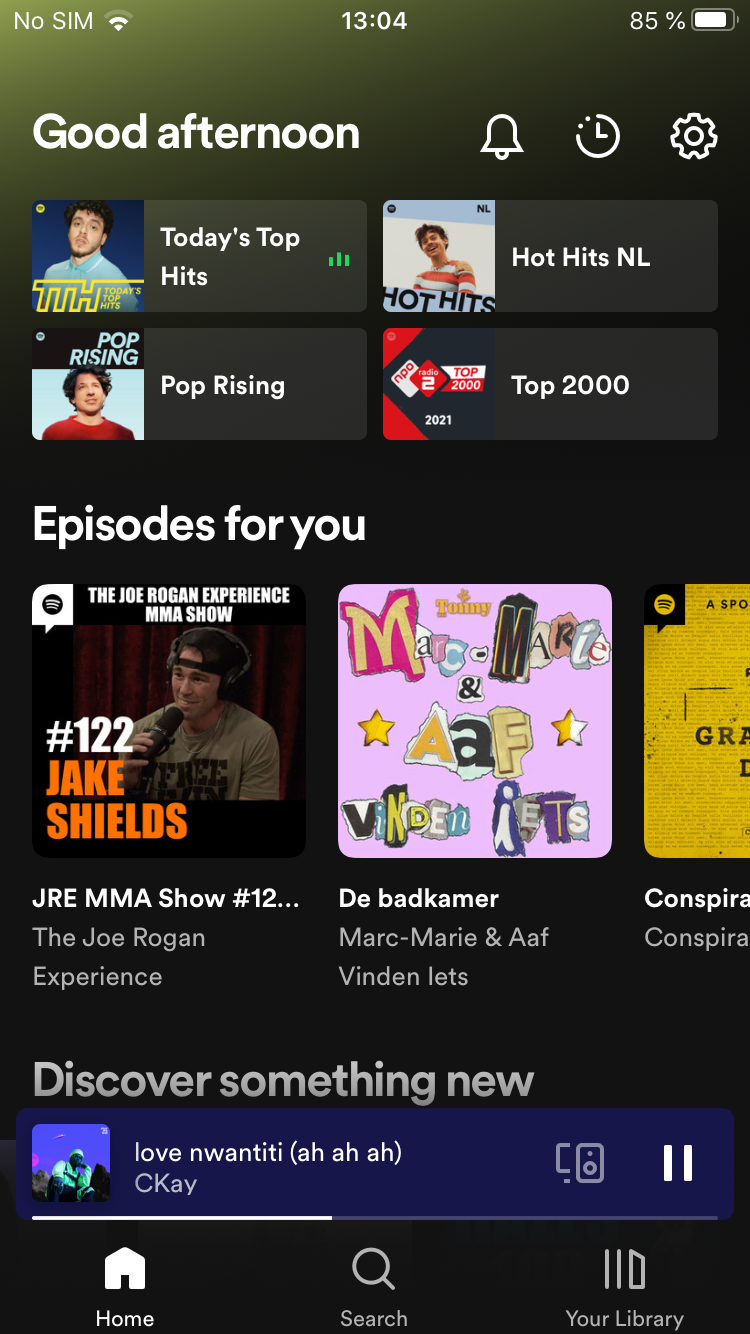 No SIM 13:04 85 %
Good afternoon
Today's Top
Hits
TTH TODAY'S
TOP
HITS
NL
HOT HITS
Hot Hits NL
POP
RISING
Pop Rising
npo radio 2 TOP 2000
2021
Top 2000
Episodes for you
THE JOE ROGAN EXPERIENCE
MMA SHOW
#122
JAKE
SHIELDS
Tonny
Marc-Marie
&
Aaf
Vinden iets
A SPO
GRA
D
JRE MMA Show #12...
The Joe Rogan
Experience
De badkamer
Marc-Marie & Aaf
Vinden Iets
Conspira
Conspira
Discover something new
love nwantiti (ah ah ah)
CKay
Home
Search
Your Library